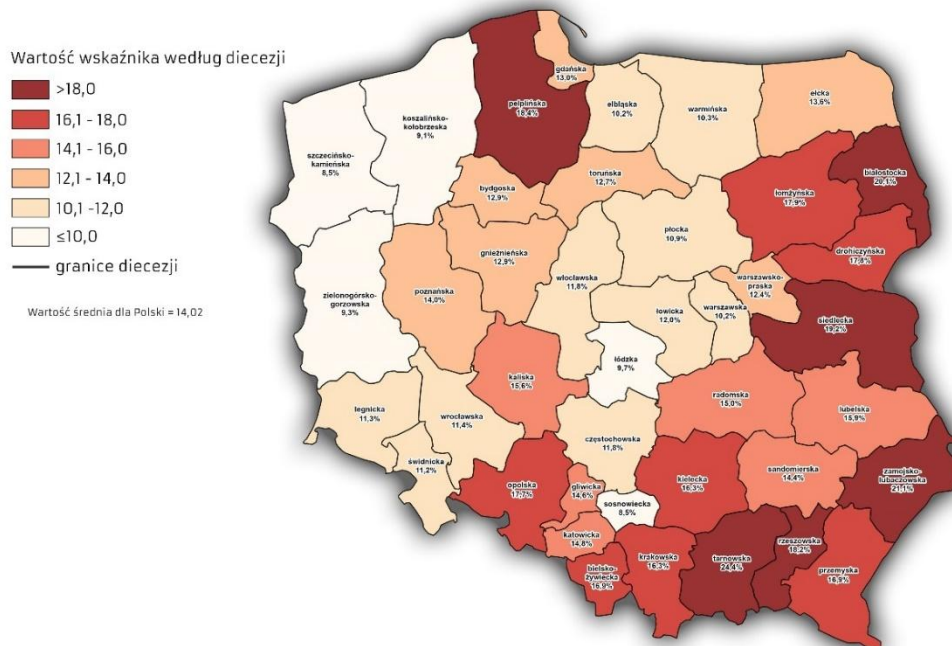 Wartość wskaźnika według diecezji
>18,0
16,1 - 18,0
14,1 - 16,0
12,1 - 14,0
10,1 -12,0
≤10,0
granice diecezji
Wartość średnia dla Polski = 14,02
gdańska
13,0%
pelplińska
18,4%
koszalińsko-
kołobrzeska
9,1%
elbląska
10,2%
warmińska
10,3%
ełcka
13,6%
szczecińsko-
kamieńska
8,5%
bydgoska
12,9%
toruńska
12,7%
łomżyńska
17,9%
białostocka
20,1%
gnieźnieńska
12,9%
płocka
10,9%
drohiczyńska
zielonogórsko-
gorzowska
9,3%
poznańska
14,0%
włocławska
11,8%
warszawsko-
praska
12,4%
łowicka
12,0%
warszawska
10,2%
siedlecka
19,2%
łódzka
9,7%
kaliska
15,6%
radomska
15,0%
lubelska
15,9%
legnicka
11,3%
wrocławska
11,4%
częstochowska
11,8%
świdnicka
11,2%
opolska
17,7%
gliwicka
14,6%
sosnowiecka
8,5%
kielecka
16,3%
sandomierska
14,4%
zamojsko-
lubaczowska
21,1%
katowicka
14,8%
bielsko-
żywiecka
16,9%
krakowska
16,3%
tarnowska
24,4%
rzeszowska
18,2%
przemyska
16,9%